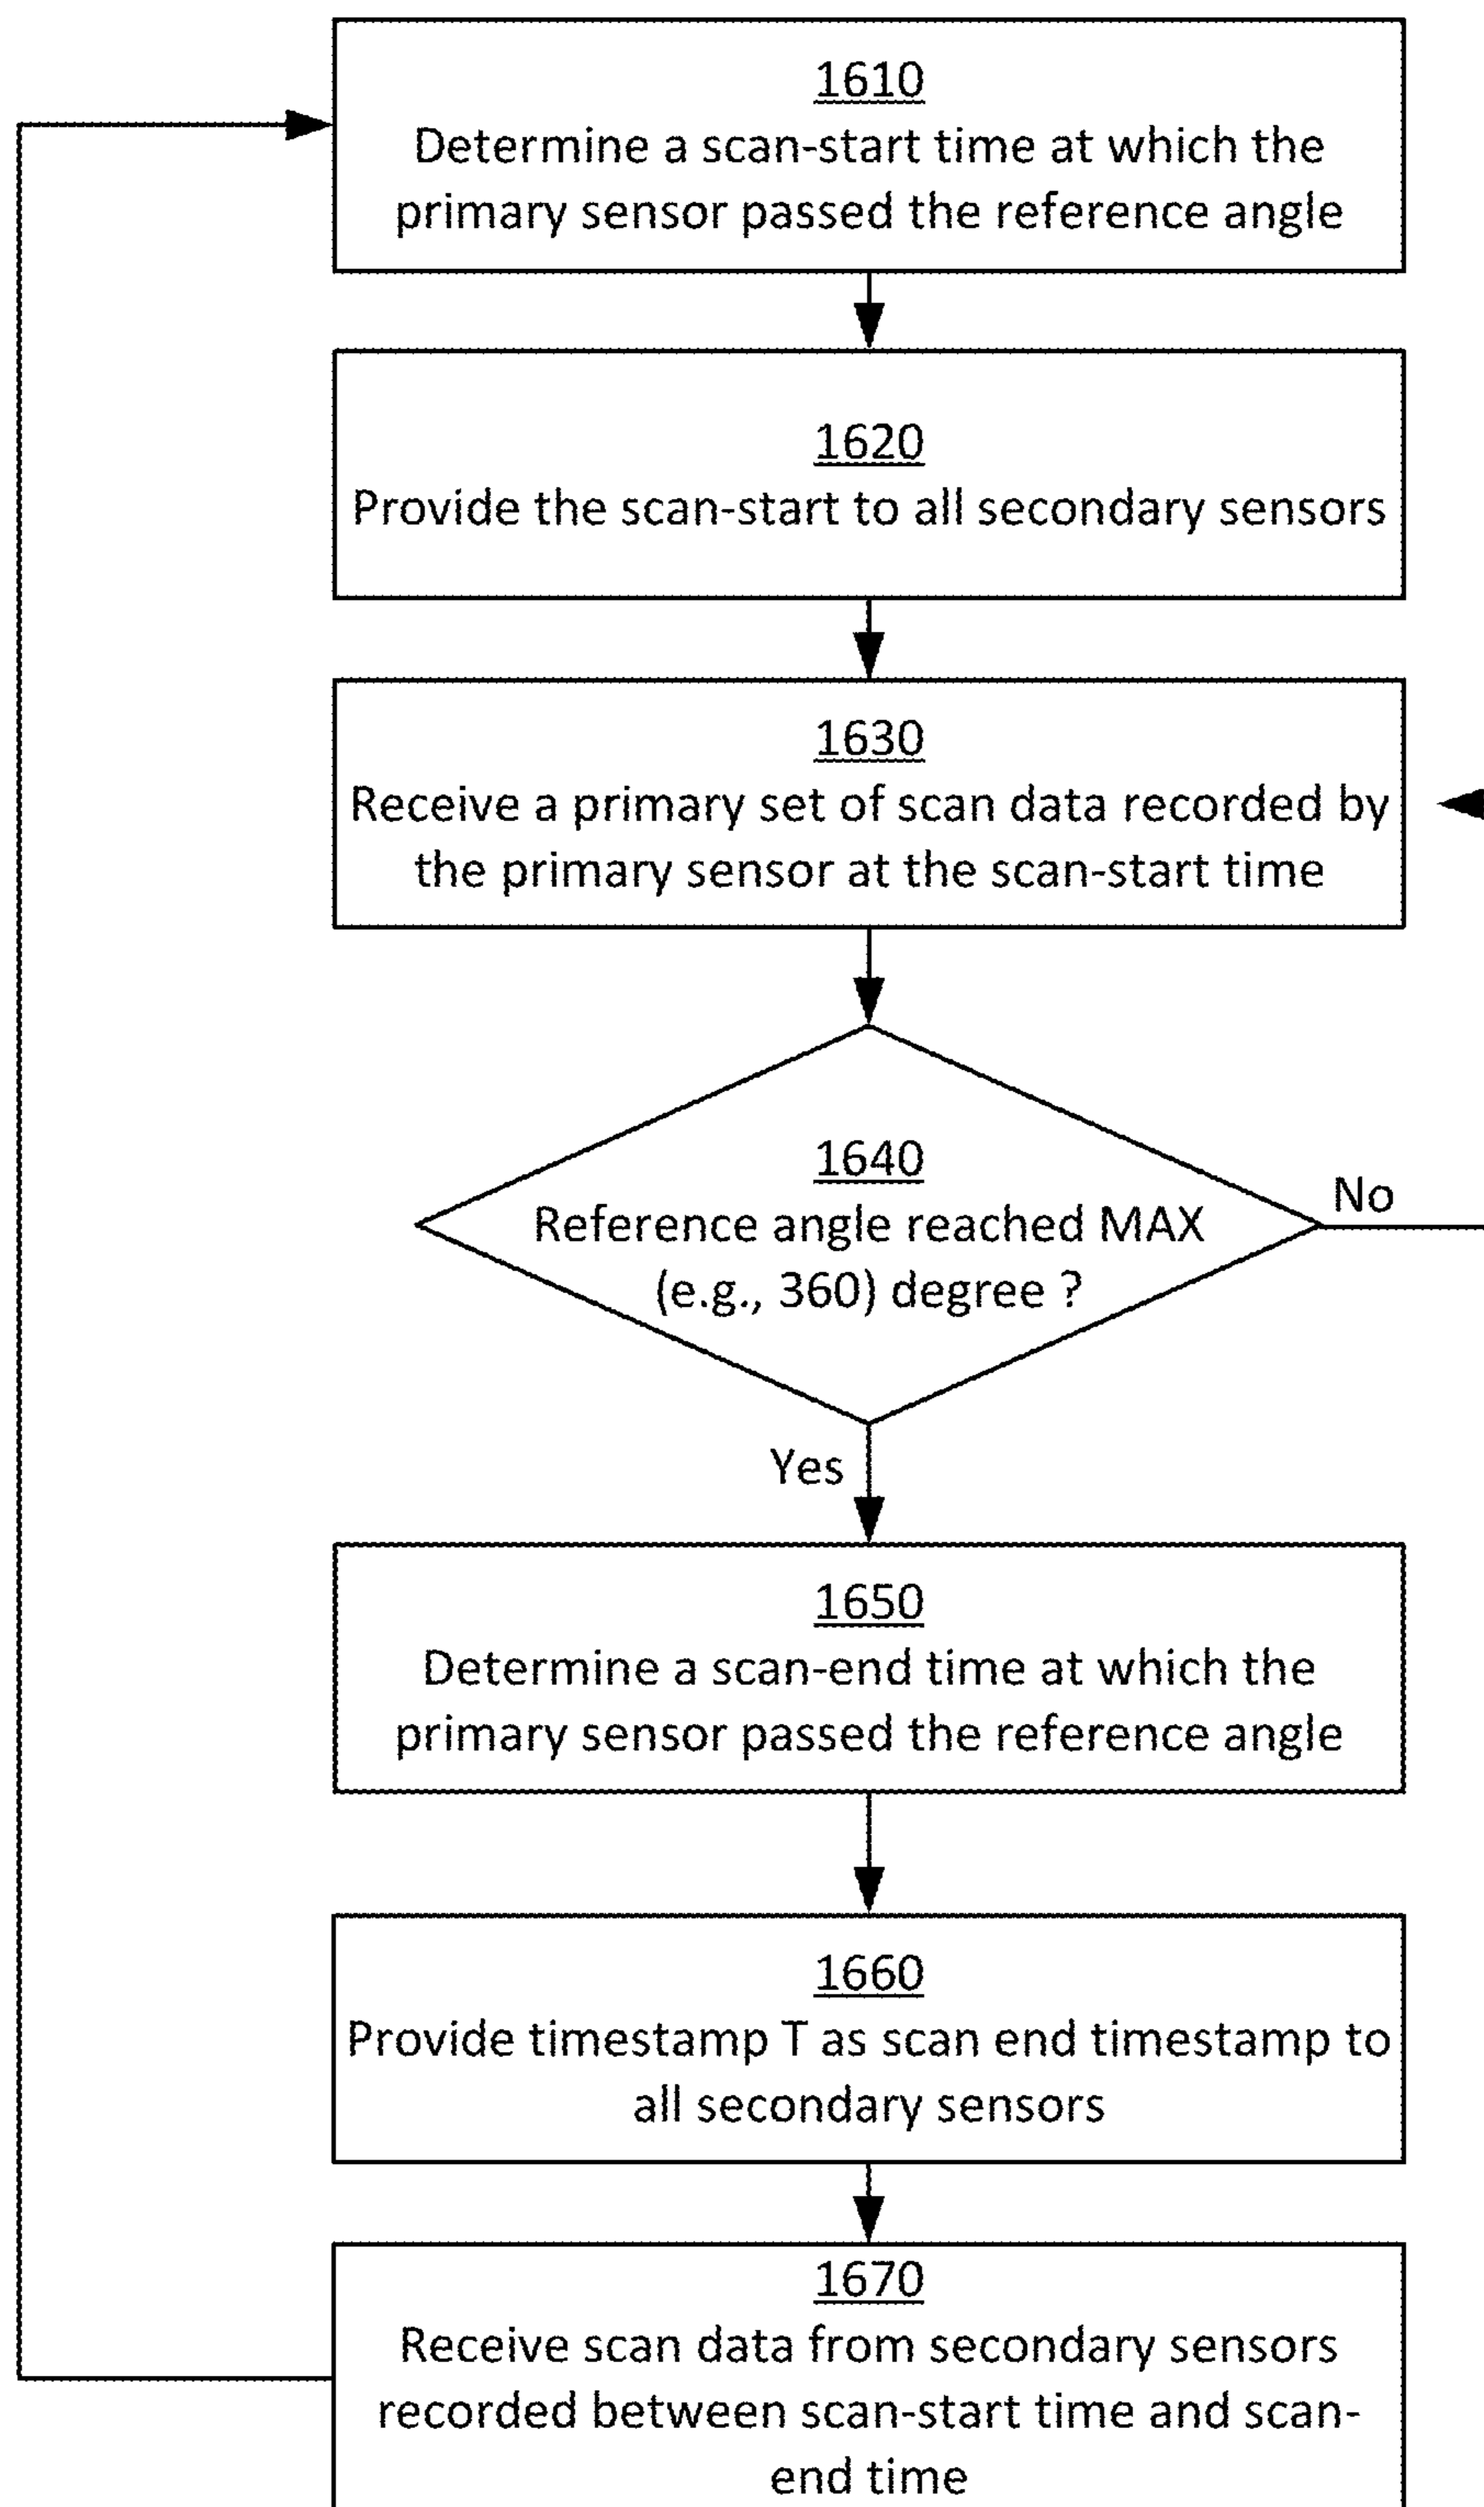 1610
Determine a scan-start time at which the
primary sensor passed the reference angle
1620
Provide the scan-start to all secondary sensors
1630
Receive a primary set of scan data recorded by
the primary sensor at the scan-start time
1640
Reference angle reached MAX
(e.g., 360) degree ?
No
Yes
1650
Determine a scan-end time at which the
primary sensor passed the reference angle
1660
Provide timestamp T as scan end timestamp to
all secondary sensors
1670
Receive scan data from secondary sensors
recorded between scan-start time and scan-
end time